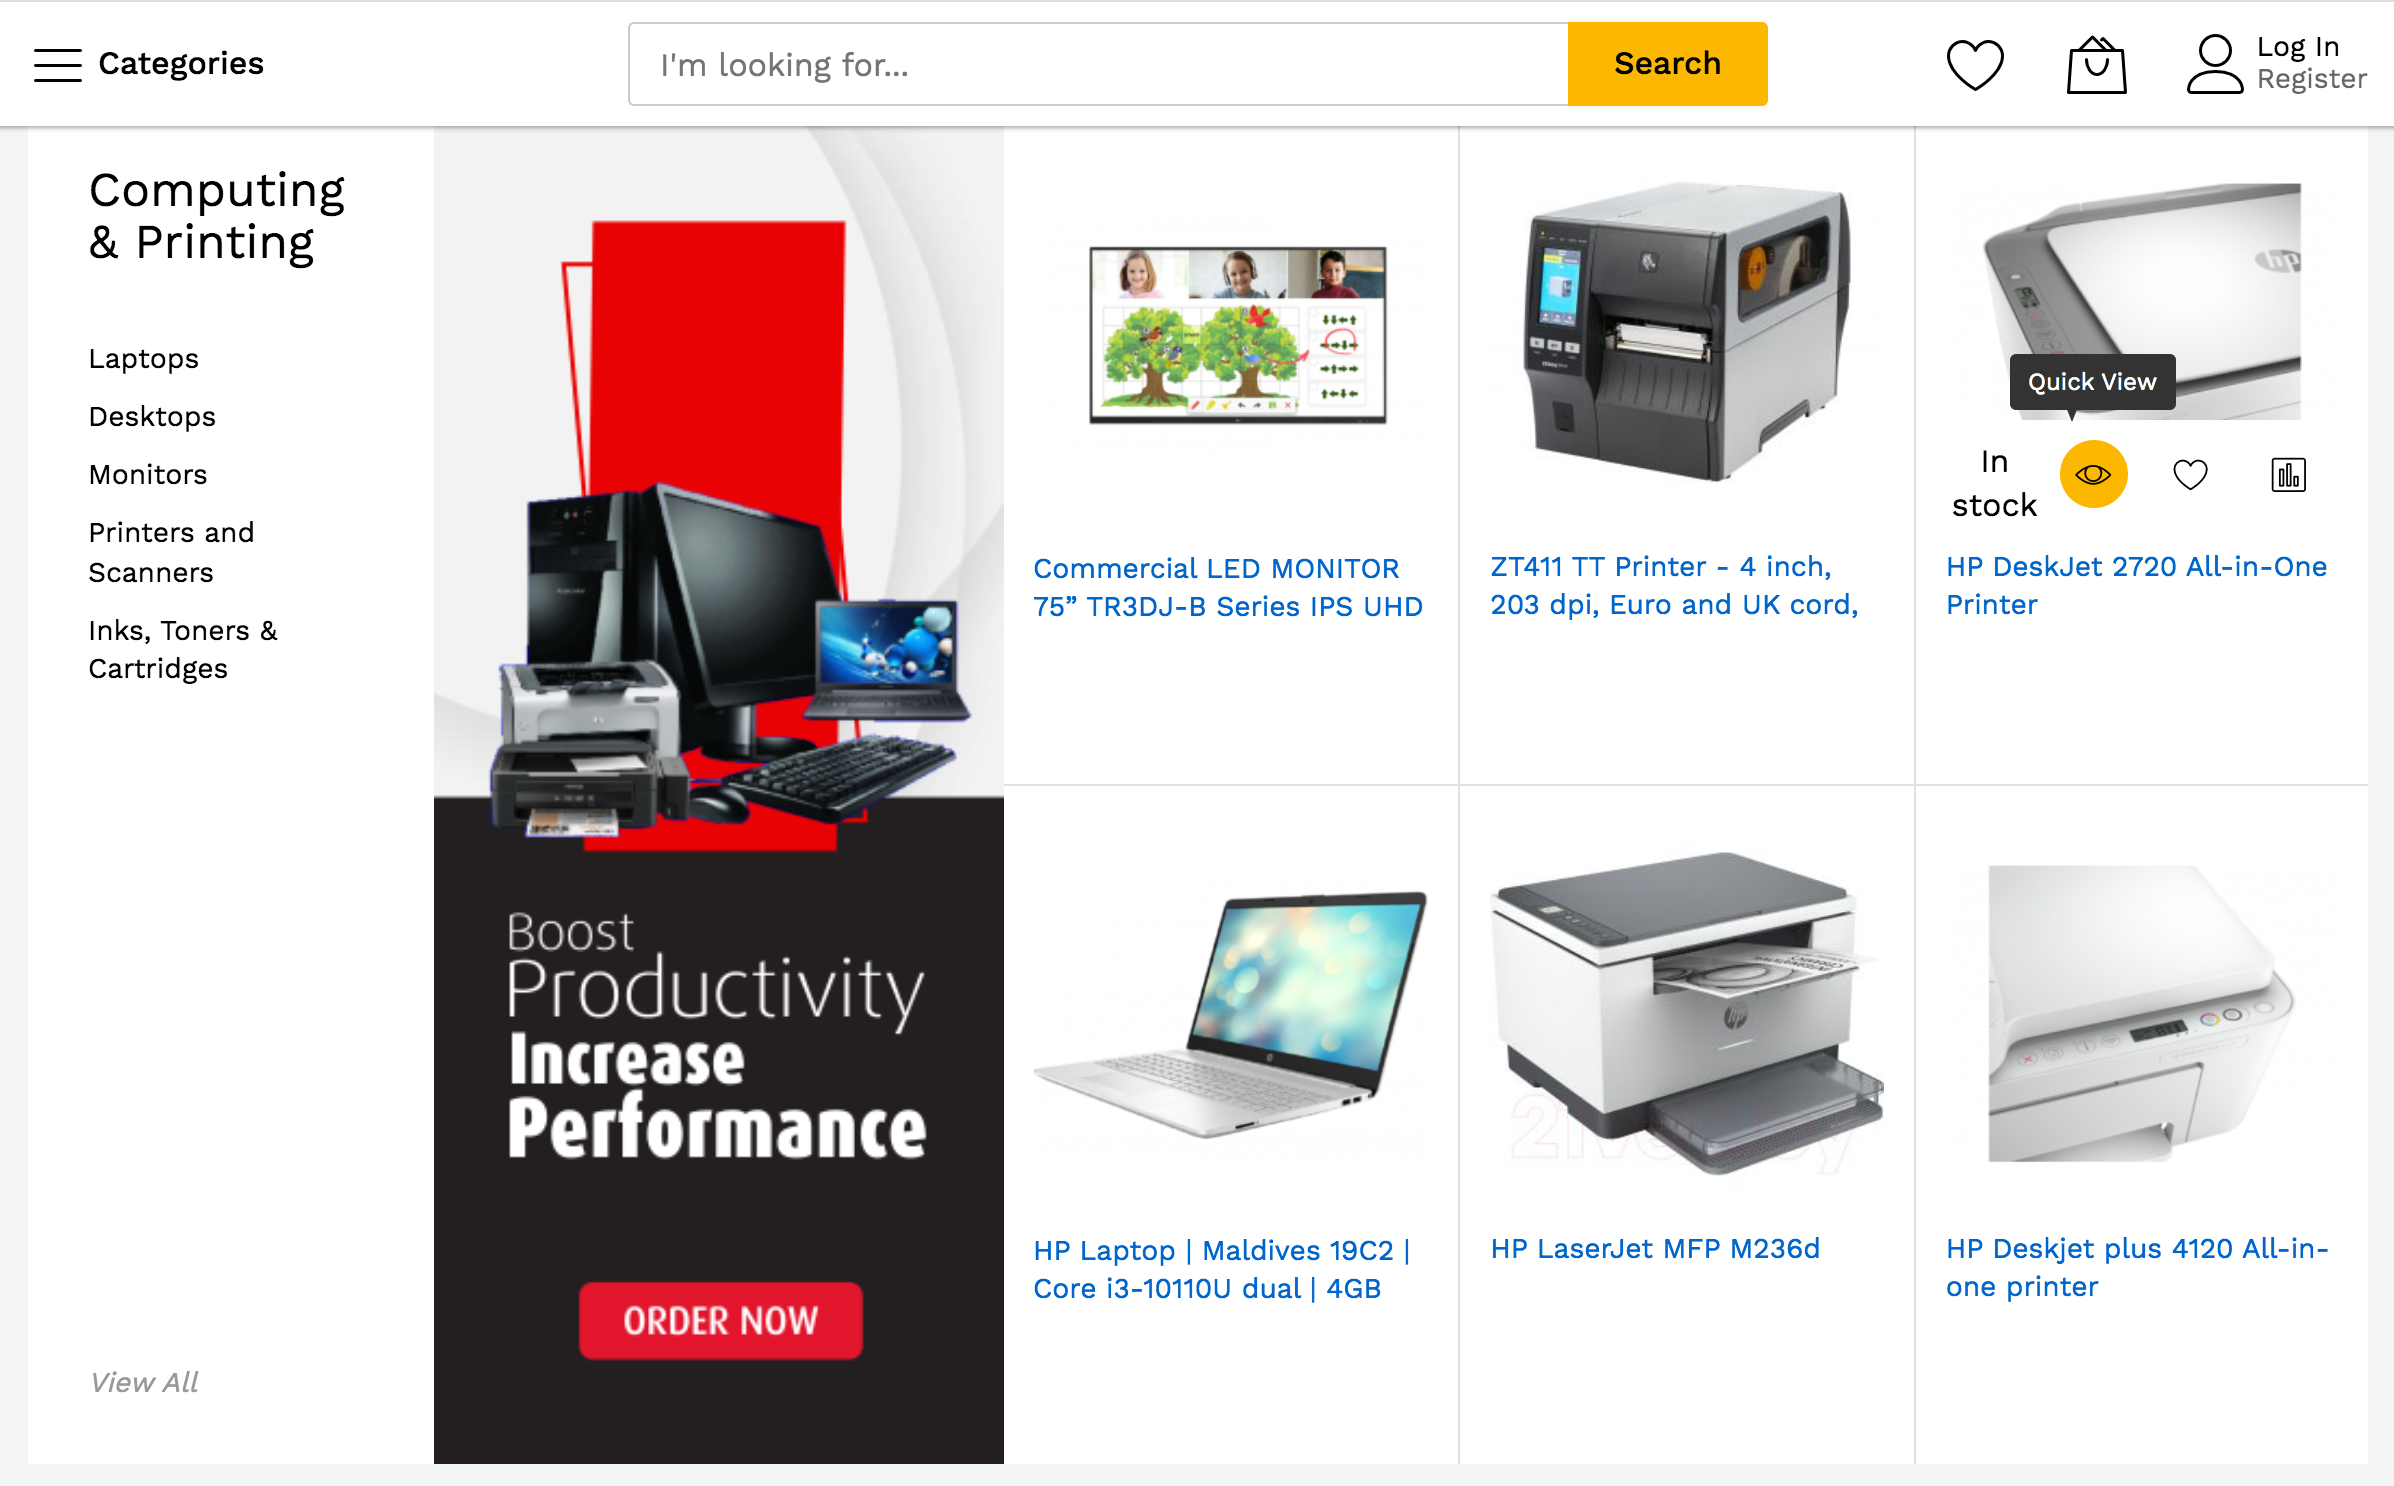 Categories
I'm looking for...
Search
Log In
Register
Computing
& Printing
Laptops
Desktops
Monitors
Printers and
Scanners
Inks, Toners &
Cartridges
View All
Boost
Productivity
Increase
Performance
ORDER NOW
Commercial LED MONITOR
75” TR3DJ-B Series IPS UHD
ZT411 TT Printer - 4 inch,
203 dpi, Euro and UK cord,
hp
Quick View
In
stock
HP DeskJet 2720 All-in-One
Printer
HP Laptop | Maldives 19C2 |
Core i3-10110U dual | 4GB
hp
HP LaserJet MFP M236d
HP Deskjet plus 4120 All-in-
one printer